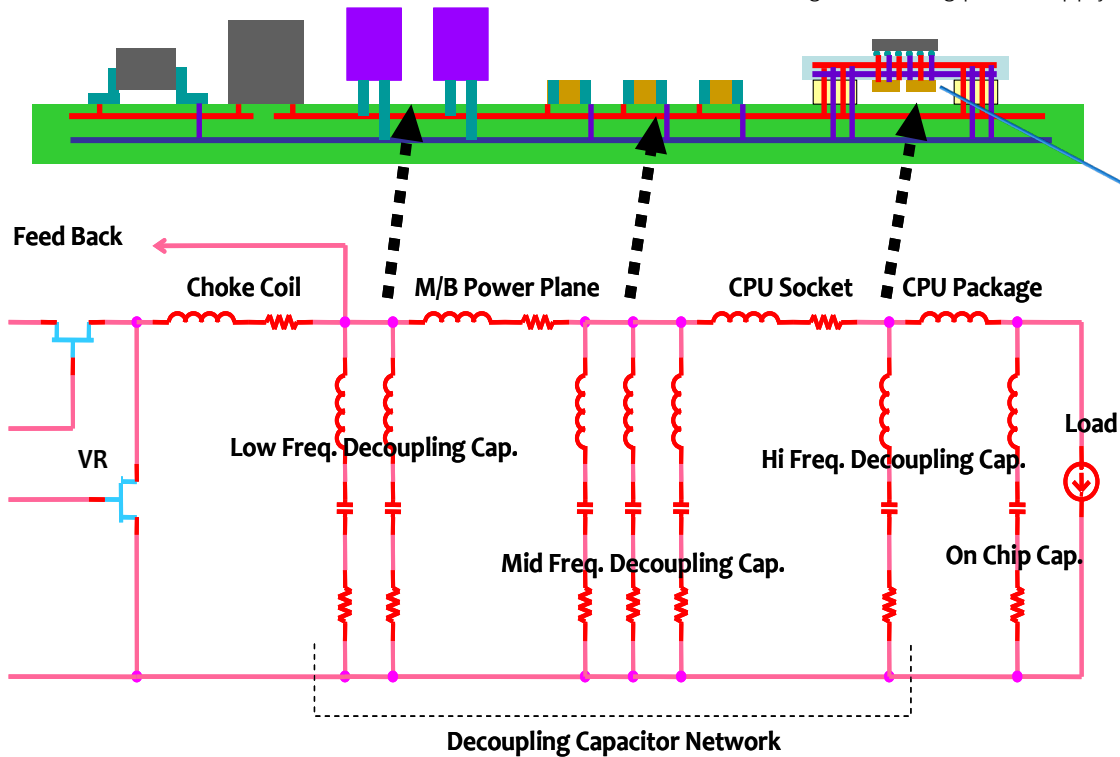 Feed Back
Choke Coil
M/B Power Plane
CPU Socket
CPU Package
Load
VR
Low Freq. Decoupling Cap.
Hi Freq. Decoupling Cap.
Mid Freq. Decoupling Cap.
On Chip Cap.
Decoupling Capacitor Network